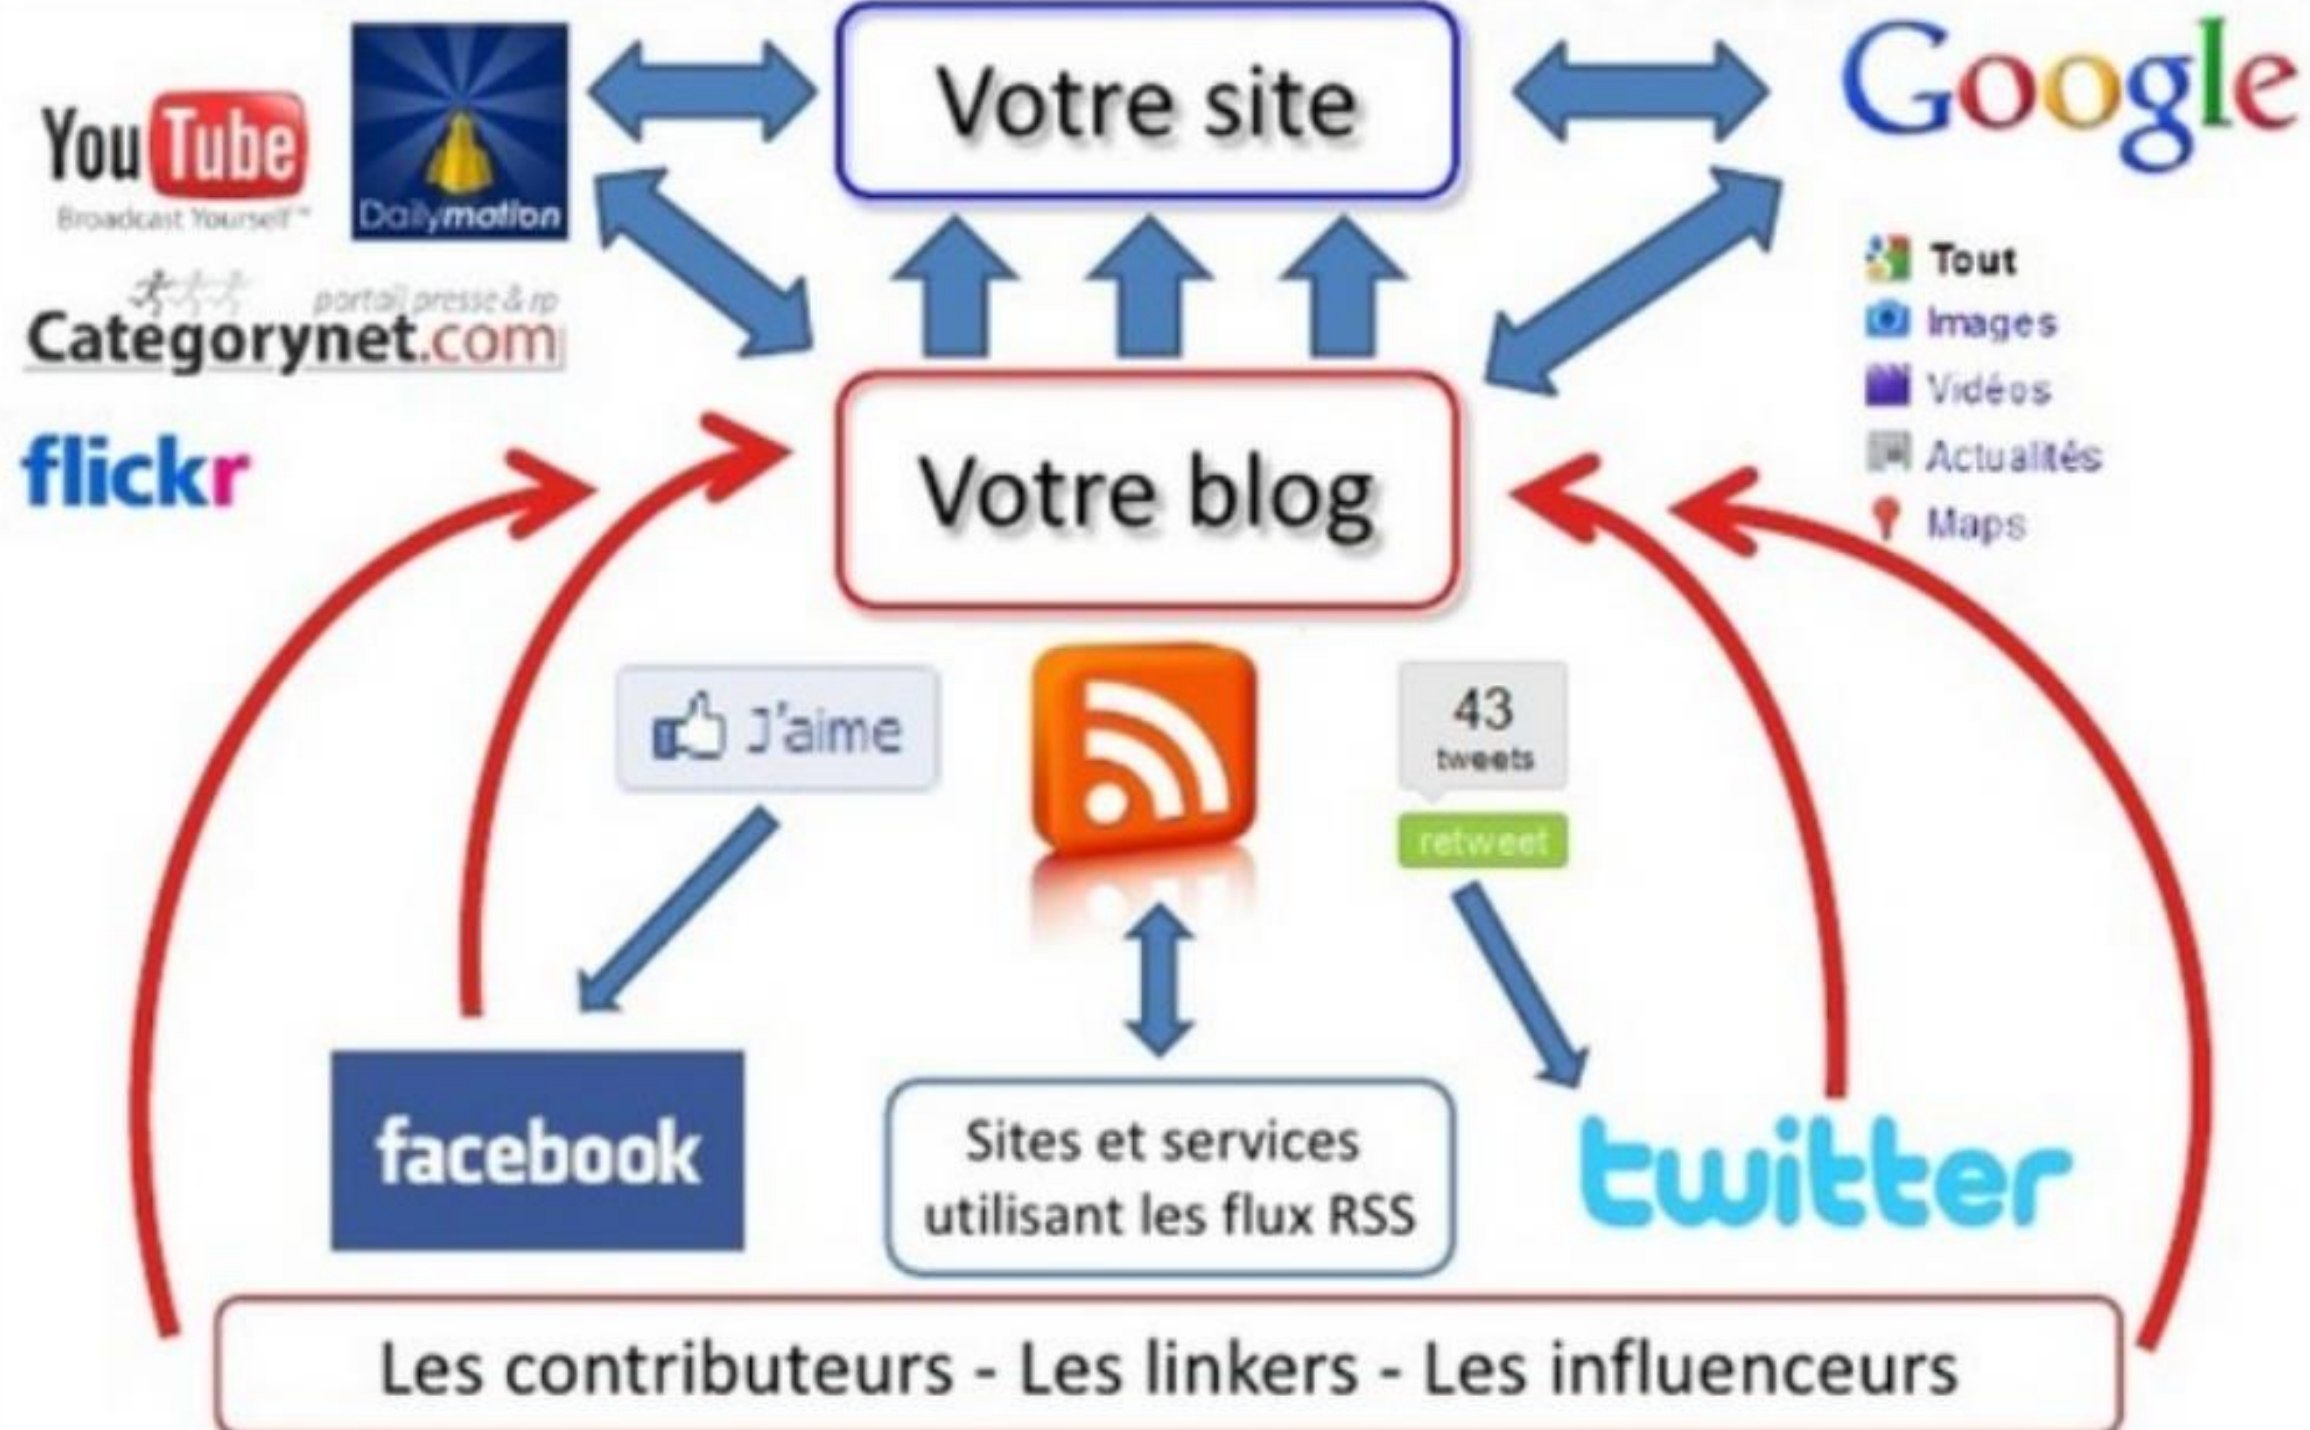 Votre site
Google
YouTube
Broadcast Yourself™
Dailymotion
portail presse & rp
Categorynet.com
flickr
Tout
Images
Vidéos
Actualités
Maps
Votre blog
J'aime
43
tweets
retweet
facebook
Sites et services
utilisant les flux RSS
twitter
Les contributeurs - Les linkers - Les influenceurs